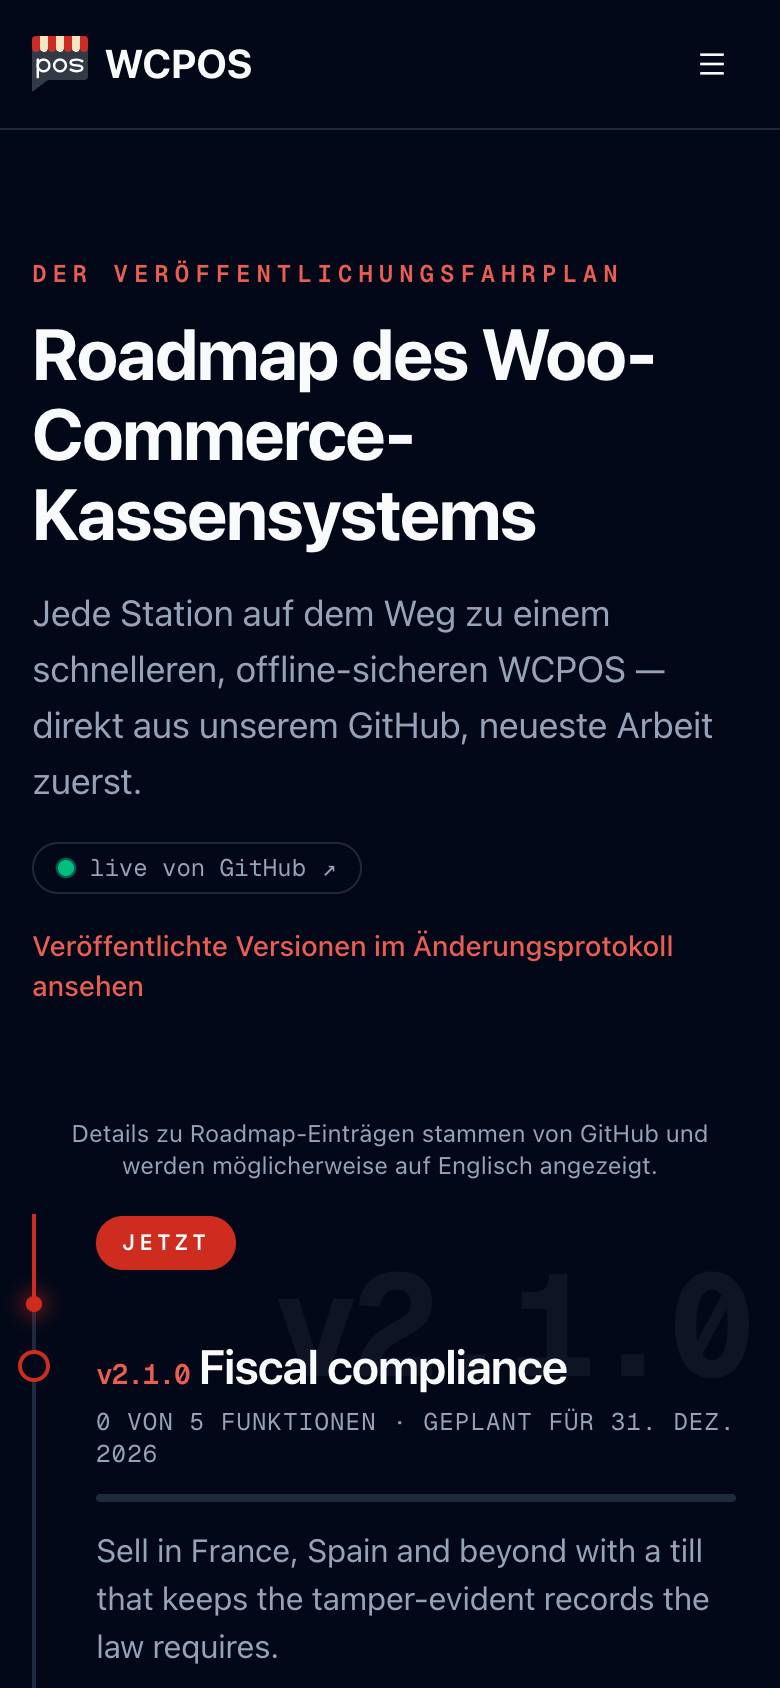 pos WCPOS ☰
DER VERÖFFENTLICHUNGSFAHRPLAN
Roadmap des Woo-
Commerce-
Kassensystems
Jede Station auf dem Weg zu einem
schnelleren, offline-sicheren WCPOS —
direkt aus unserem GitHub, neueste Arbeit
zuerst.
live von GitHub ↗
Veröffentlichte Versionen im Änderungsprotokoll
ansehen
Details zu Roadmap-Einträgen stammen von GitHub und
werden möglicherweise auf Englisch angezeigt.
JETZT
v2.1.0
v2.1.0 Fiscal compliance
0 VON 5 FUNKTIONEN · GEPLANT FÜR 31. DEZ.
2026
Sell in France, Spain and beyond with a till
that keeps the tamper-evident records the
law requires.